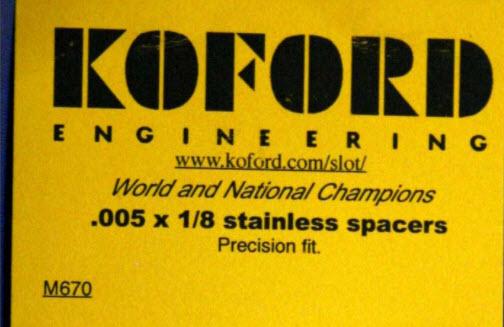 KOFORD
ENGINEERING
www.koford.com/slot/
World and National Champions
.005 x 1/8 stainless spacers
Precision fit.
M670